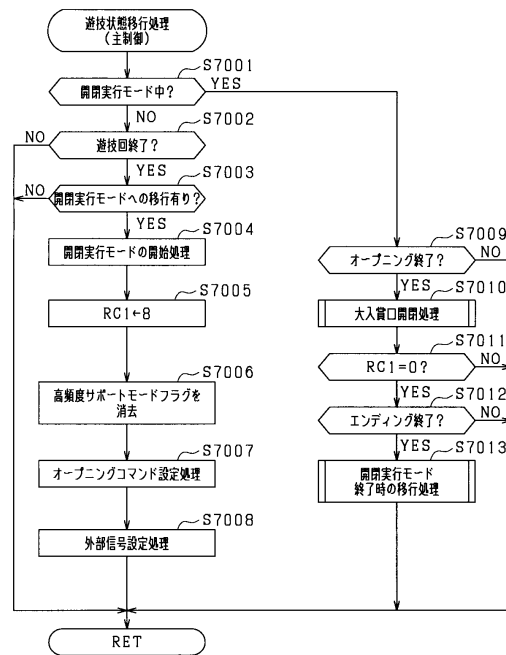 遊技状態移行処理
(主制御)
S7001
開閉実行モード中?
YES
NO
S7002
遊技回終了?
NO
YES
S7003
開閉実行モードへの移行有り?
NO
YES
S7004
開閉実行モードの開始処理
S7005
RC1←8
S7006
高頻度サポートモードフラグを
消去
S7007
オープニングコマンド設定処理
S7008
外部信号設定処理
S7009
オープニング終了?
NO
YES
S7010
大入賞口開閉処理
S7011
RC1=0?
NO
YES
S7012
エンディング終了?
NO
YES
S7013
開閉実行モード
終了時の移行処理
RET